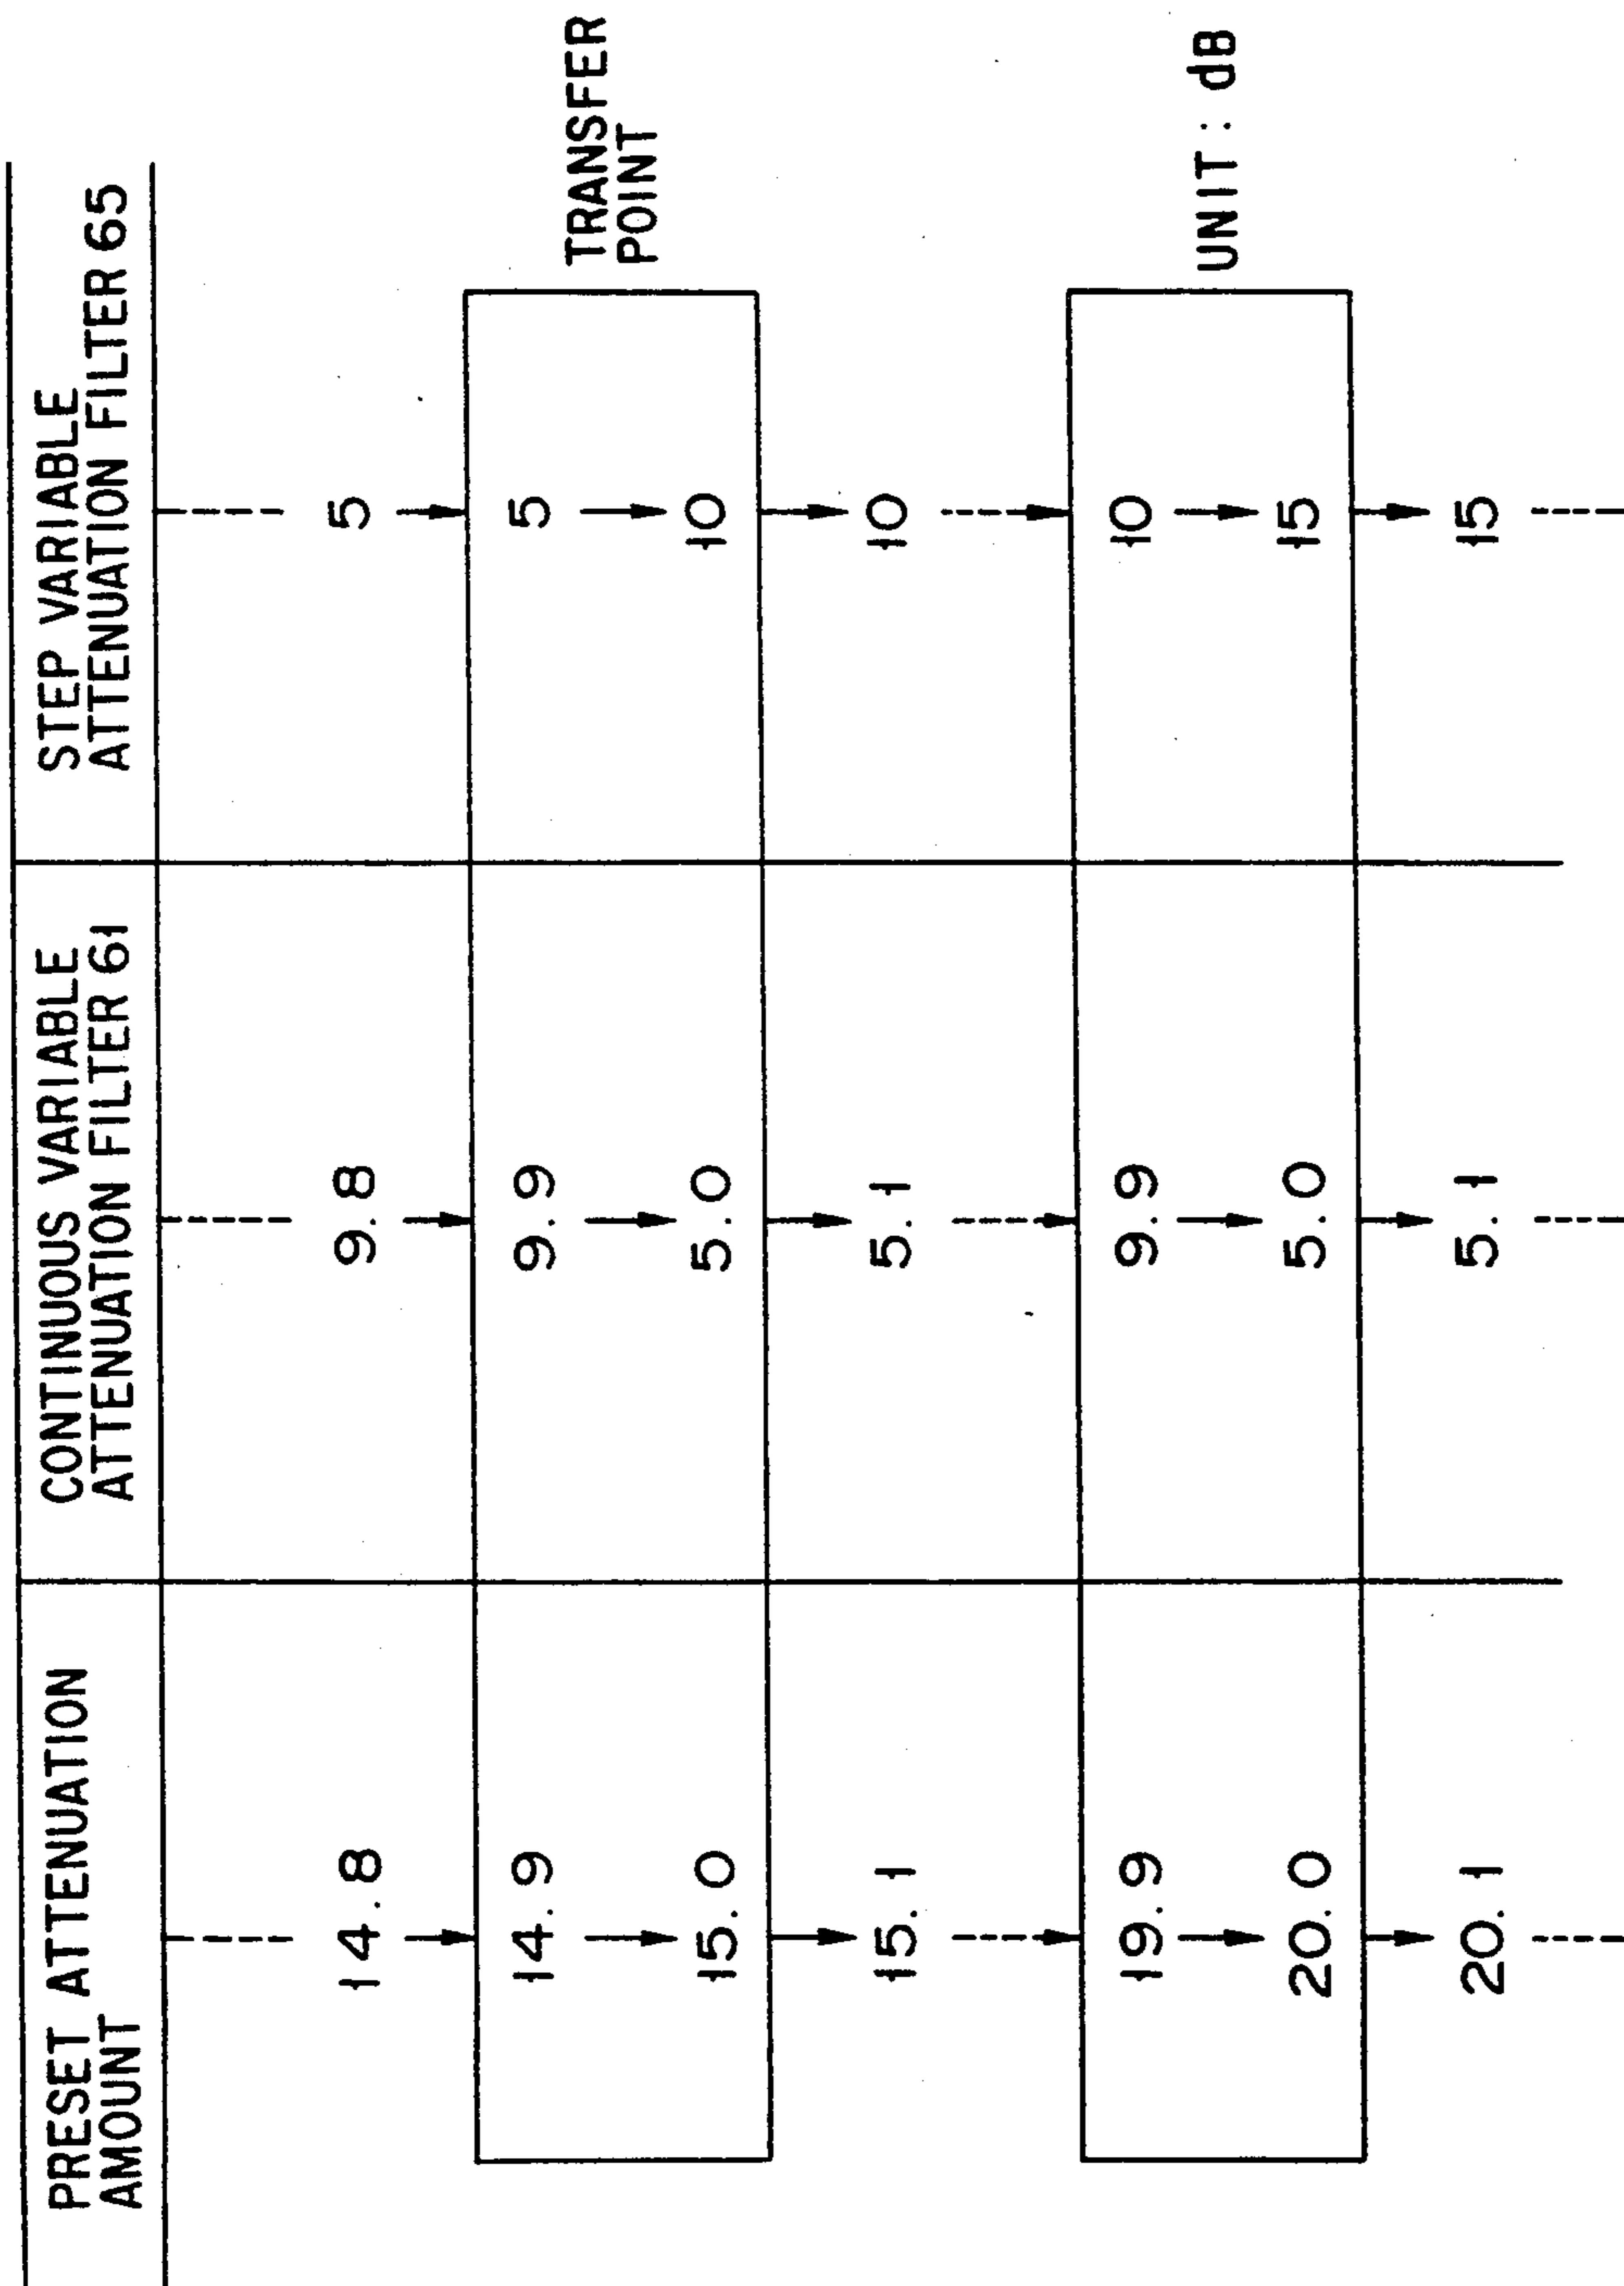 PRESET ATTENUATION
AMOUNT
CONTINUOUS VARIABLE
ATTENUATION FILTER 61
STEP VARIABLE
ATTENUATION FILTER 65
14.8 9.8 5
14.9 9.9 5
15.0 5.0 10
TRANSFER
POINT
15.1 5.1 10
19.9 9.9 10
20.0 5.0 15
UNIT : dB
20.1 5.1 15